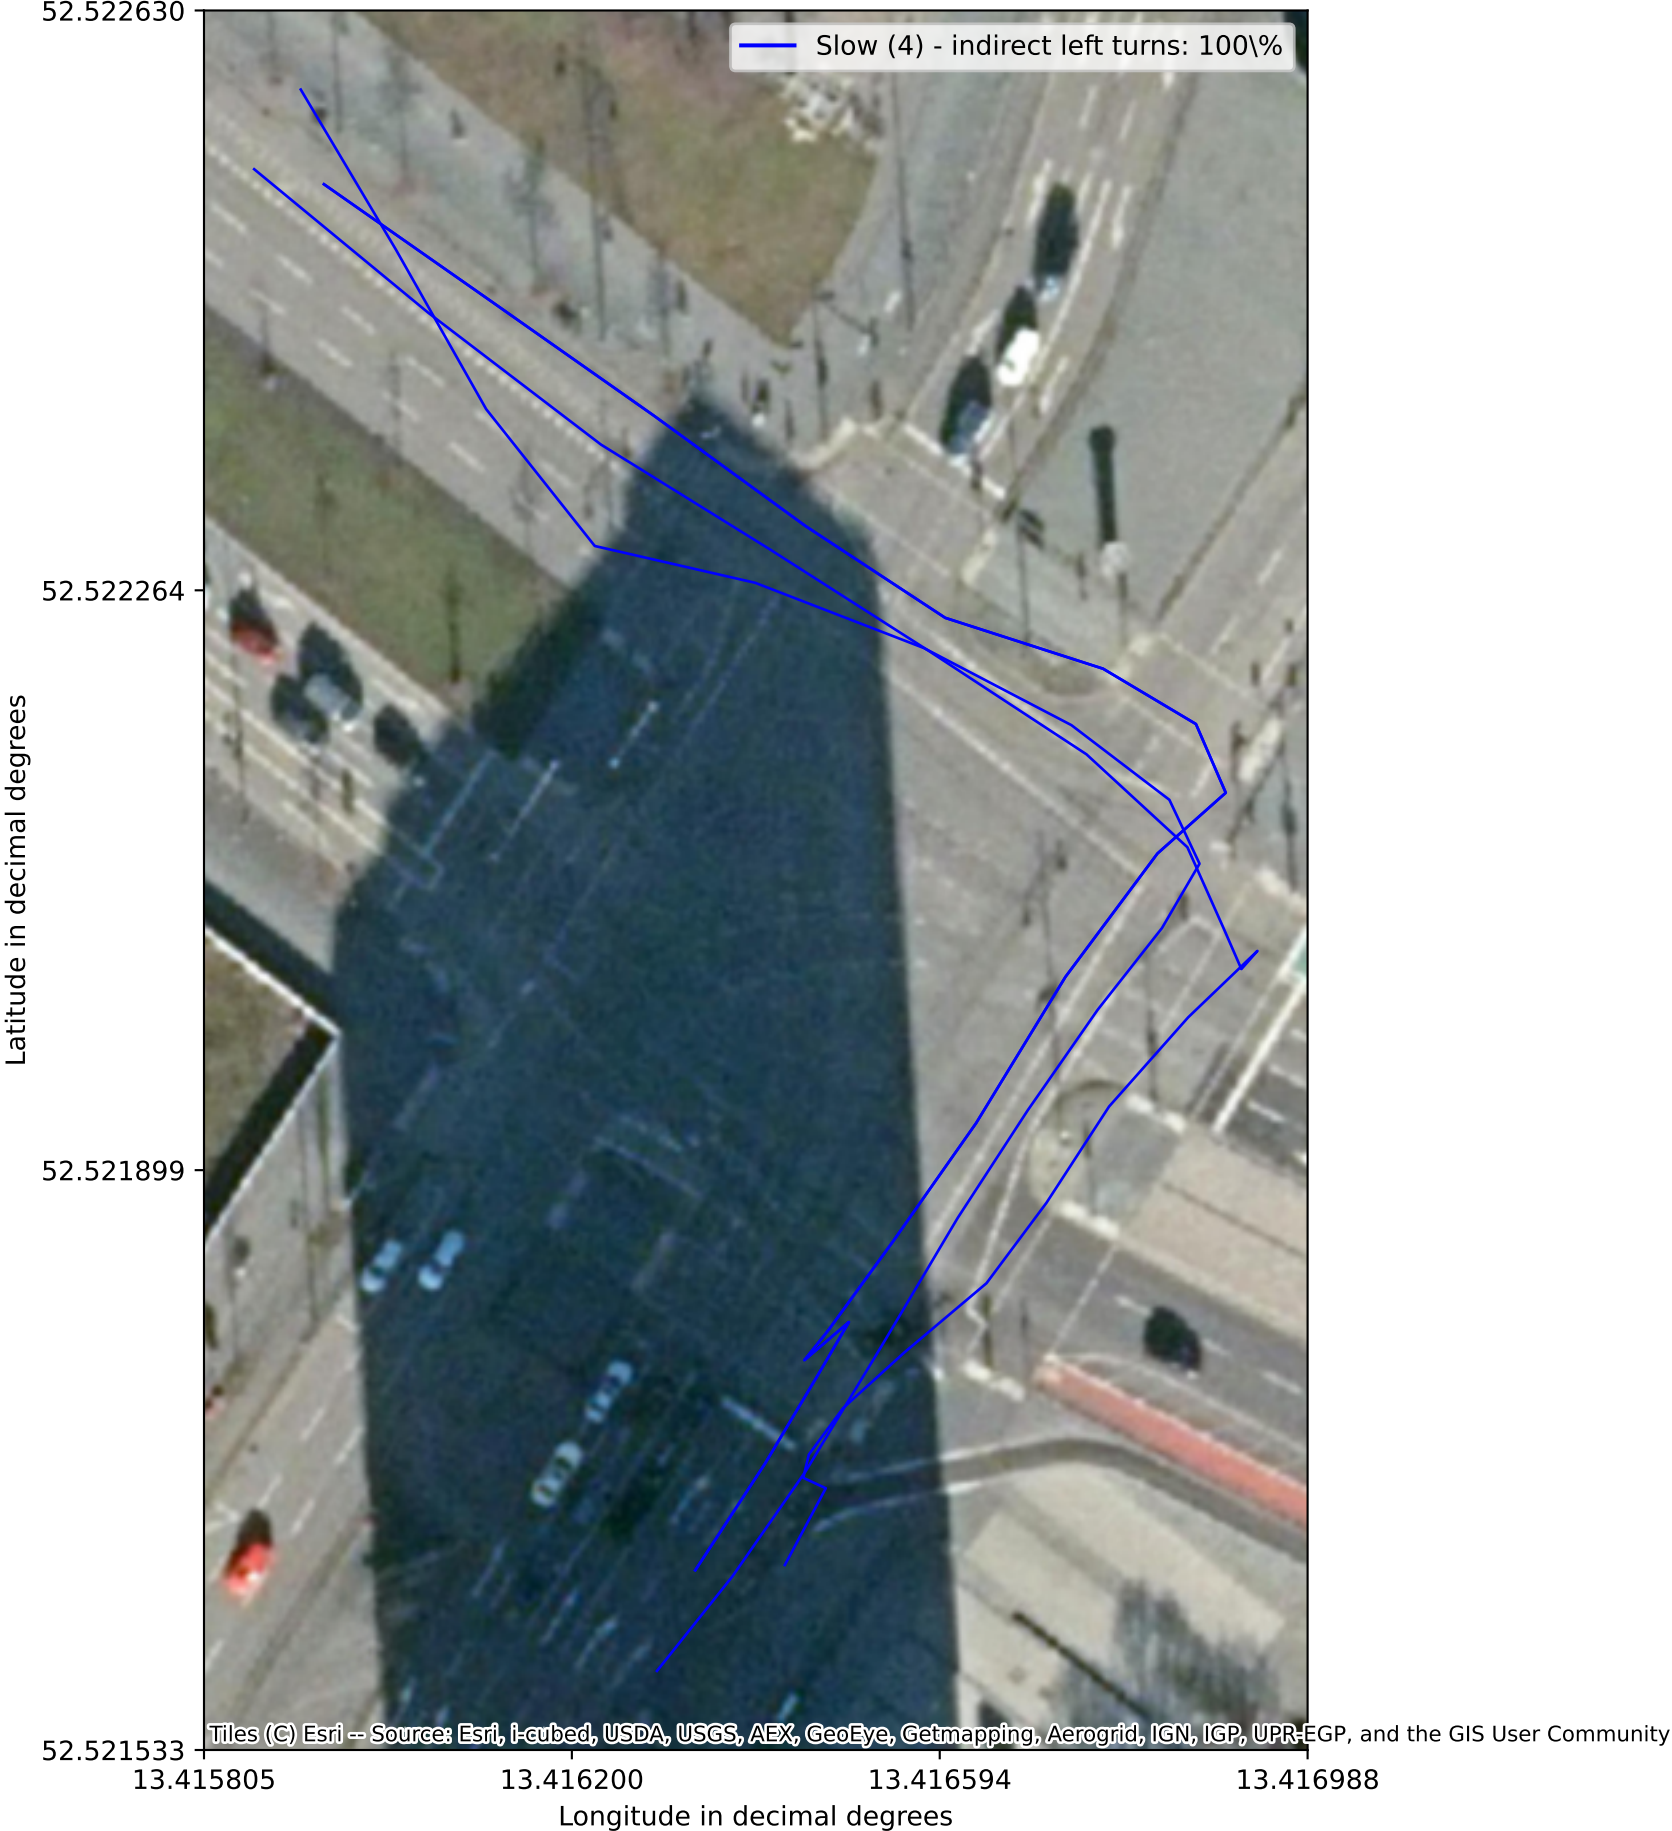 52.522630
Slow (4) - indirect left turns: 100\%
52.522264
Latitude in decimal degrees
52.521899
Tiles (C) Esri -- Source: Esri, i-cubed, USDA, USGS, AEX, GeoEye, Getmapping, Aerogrid, IGN, IGP, UPR-EGP, and the GIS User Community
52.521533
13.415805 13.416200 13.416594 13.416988
Longitude in decimal degrees